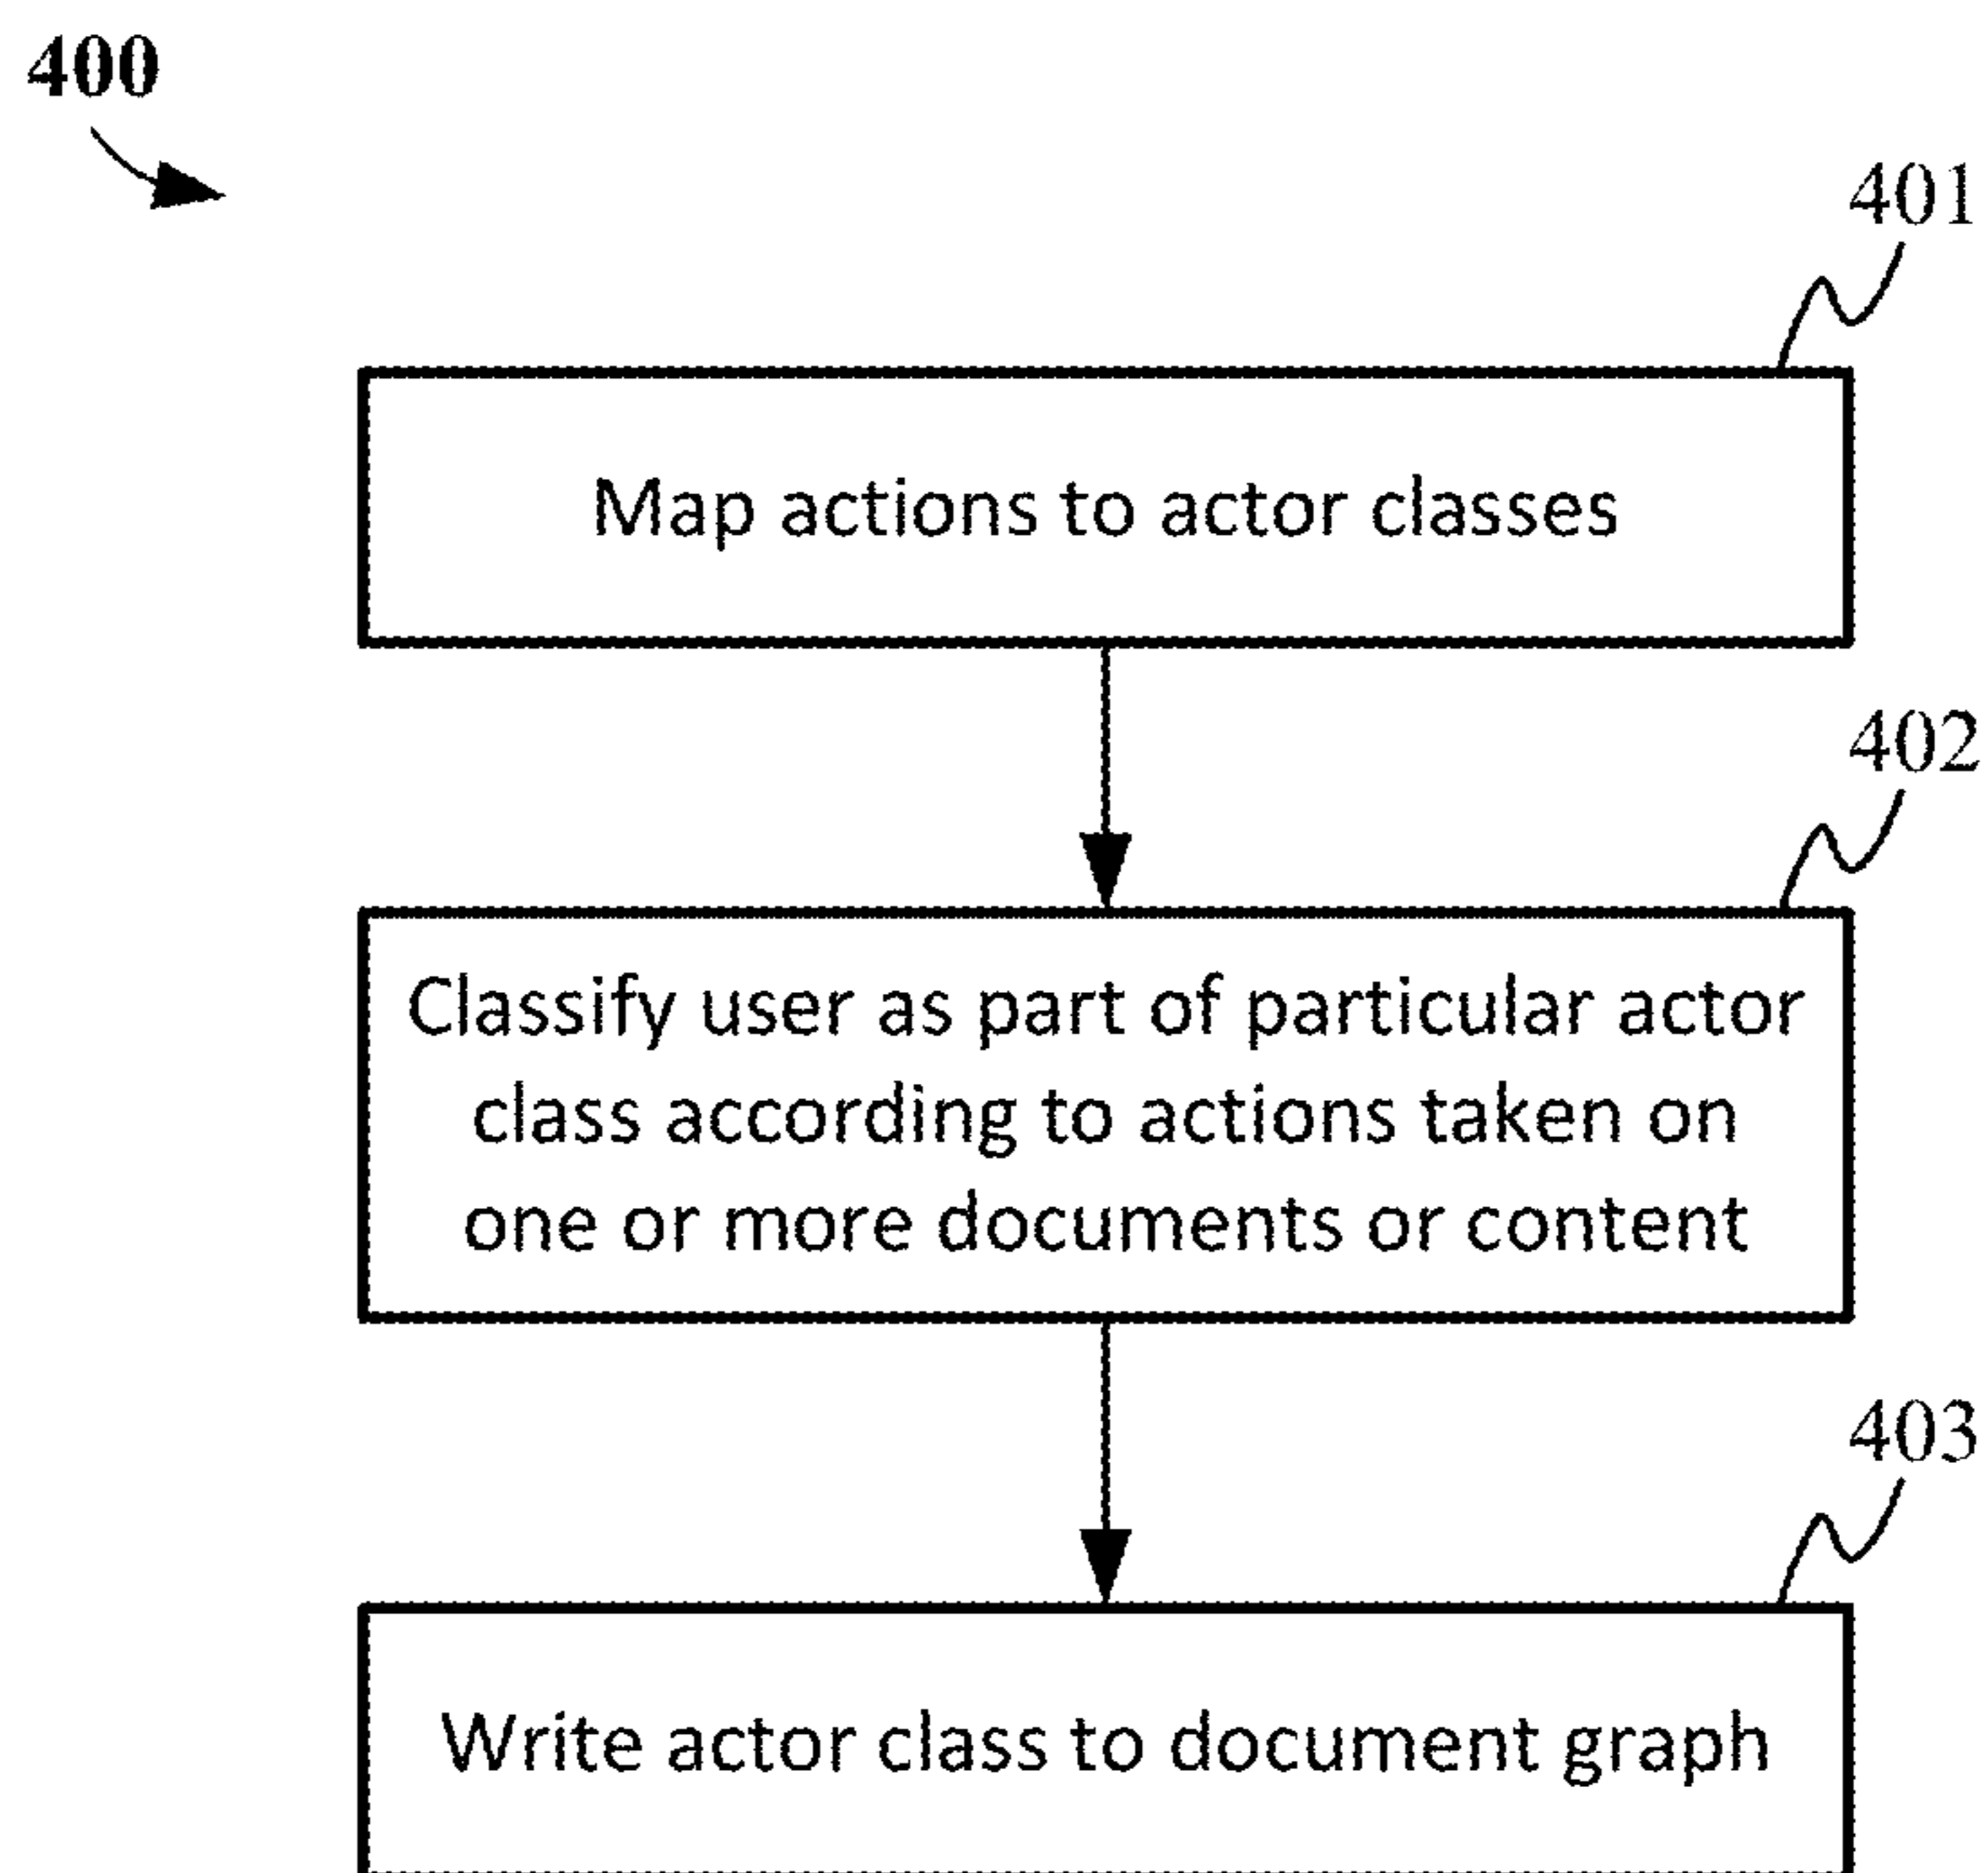 400
401
Map actions to actor classes
402
Classify user as part of particular actor
class according to actions taken on
one or more documents or content
403
Write actor class to document graph